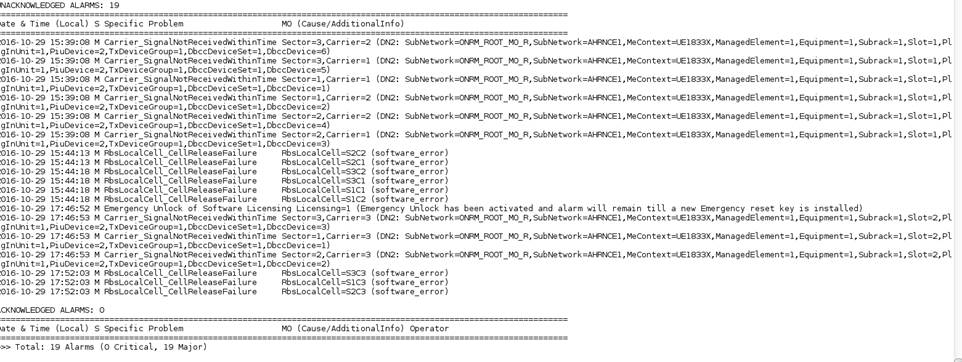 NACKNOWLEDGED ALARMS: 19
================================================================================================
ate & Time (Local) S Specific Problem MO (Cause/AdditionalInfo)
================================================================================================
2016-10-29 15:39:08 M Carrier_SignalNotReceivedWithinTime Sector=3,Carrier=2 (DN2: SubNetwork=ONRM_ROOT_MO_R,SubNetwork=AHRNCE1,MeContext=UE1833X,ManagedElement=1,Equipment=1,Subrack=1,Slot=1,Pl
gInUnit=1,PiuDevice=2,TxDeviceGroup=1,DbccDeviceSet=1,DbccDevice=6)
2016-10-29 15:39:08 M Carrier_SignalNotReceivedWithinTime Sector=3,Carrier=1 (DN2: SubNetwork=ONRM_ROOT_MO_R,SubNetwork=AHRNCE1,MeContext=UE1833X,ManagedElement=1,Equipment=1,Subrack=1,Slot=1,Pl
gInUnit=1,PiuDevice=2,TxDeviceGroup=1,DbccDeviceSet=1,DbccDevice=5)
2016-10-29 15:39:08 M Carrier_SignalNotReceivedWithinTime Sector=1,Carrier=1 (DN2: SubNetwork=ONRM_ROOT_MO_R,SubNetwork=AHRNCE1,MeContext=UE1833X,ManagedElement=1,Equipment=1,Subrack=1,Slot=1,Pl
gInUnit=1,PiuDevice=2,TxDeviceGroup=1,DbccDeviceSet=1,DbccDevice=1)
2016-10-29 15:39:08 M Carrier_SignalNotReceivedWithinTime Sector=1,Carrier=2 (DN2: SubNetwork=ONRM_ROOT_MO_R,SubNetwork=AHRNCE1,MeContext=UE1833X,ManagedElement=1,Equipment=1,Subrack=1,Slot=1,Pl
gInUnit=1,PiuDevice=2,TxDeviceGroup=1,DbccDeviceSet=1,DbccDevice=2)
2016-10-29 15:39:08 M Carrier_SignalNotReceivedWithinTime Sector=2,Carrier=2 (DN2: SubNetwork=ONRM_ROOT_MO_R,SubNetwork=AHRNCE1,MeContext=UE1833X,ManagedElement=1,Equipment=1,Subrack=1,Slot=1,Pl
gInUnit=1,PiuDevice=2,TxDeviceGroup=1,DbccDeviceSet=1,DbccDevice=4)
2016-10-29 15:39:08 M Carrier_SignalNotReceivedWithinTime Sector=2,Carrier=1 (DN2: SubNetwork=ONRM_ROOT_MO_R,SubNetwork=AHRNCE1,MeContext=UE1833X,ManagedElement=1,Equipment=1,Subrack=1,Slot=1,Pl
gInUnit=1,PiuDevice=2,TxDeviceGroup=1,DbccDeviceSet=1,DbccDevice=3)
2016-10-29 15:44:13 M RbsLocalCell_CellReleaseFailure RbsLocalCell=S2C2 (software_error)
2016-10-29 15:44:13 M RbsLocalCell_CellReleaseFailure RbsLocalCell=S2C1 (software_error)
2016-10-29 15:44:18 M RbsLocalCell_CellReleaseFailure RbsLocalCell=S3C2 (software_error)
2016-10-29 15:44:18 M RbsLocalCell_CellReleaseFailure RbsLocalCell=S3C1 (software_error)
2016-10-29 15:44:18 M RbsLocalCell_CellReleaseFailure RbsLocalCell=S1C1 (software_error)
2016-10-29 15:44:18 M RbsLocalCell_CellReleaseFailure RbsLocalCell=S1C2 (software_error)
2016-10-29 17:46:52 M Emergency Unlock of Software Licensing Licensing=1 (Emergency Unlock has been activated and alarm will remain till a new Emergency reset key is installed)
2016-10-29 17:46:53 M Carrier_SignalNotReceivedWithinTime Sector=3,Carrier=3 (DN2: SubNetwork=ONRM_ROOT_MO_R,SubNetwork=AHRNCE1,MeContext=UE1833X,ManagedElement=1,Equipment=1,Subrack=1,Slot=2,Pl
gInUnit=1,PiuDevice=2,TxDeviceGroup=1,DbccDeviceSet=1,DbccDevice=3)
2016-10-29 17:46:53 M Carrier_SignalNotReceivedWithinTime Sector=1,Carrier=3 (DN2: SubNetwork=ONRM_ROOT_MO_R,SubNetwork=AHRNCE1,MeContext=UE1833X,ManagedElement=1,Equipment=1,Subrack=1,Slot=2,Pl
gInUnit=1,PiuDevice=2,TxDeviceGroup=1,DbccDeviceSet=1,DbccDevice=1)
2016-10-29 17:46:53 M Carrier_SignalNotReceivedWithinTime Sector=2,Carrier=3 (DN2: SubNetwork=ONRM_ROOT_MO_R,SubNetwork=AHRNCE1,MeContext=UE1833X,ManagedElement=1,Equipment=1,Subrack=1,Slot=2,Pl
gInUnit=1,PiuDevice=2,TxDeviceGroup=1,DbccDeviceSet=1,DbccDevice=2)
2016-10-29 17:52:03 M RbsLocalCell_CellReleaseFailure RbsLocalCell=S3C3 (software_error)
2016-10-29 17:52:03 M RbsLocalCell_CellReleaseFailure RbsLocalCell=S1C3 (software_error)
2016-10-29 17:52:03 M RbsLocalCell_CellReleaseFailure RbsLocalCell=S2C3 (software_error)
CKNOWLEDGED ALARMS: 0
================================================================================================
ate & Time (Local) S Specific Problem MO (Cause/AdditionalInfo) Operator
================================================================================================
>> Total: 19 Alarms (0 Critical, 19 Major)